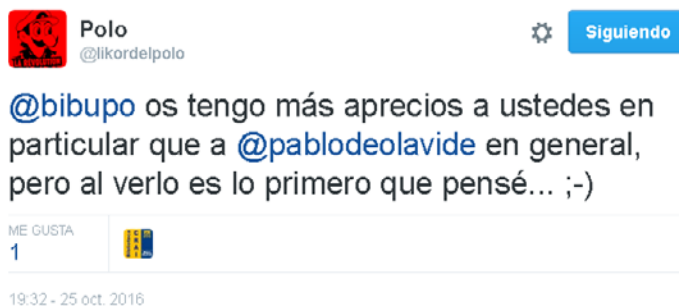 Polo
@likordelpolo
Siguiendo
@bibupo os tengo más aprecios a ustedes en
particular que a @pablodeolavide en general,
pero al verlo es lo primero que pensé... ;-)
ME GUSTA
1
19:32 - 25 oct. 2016